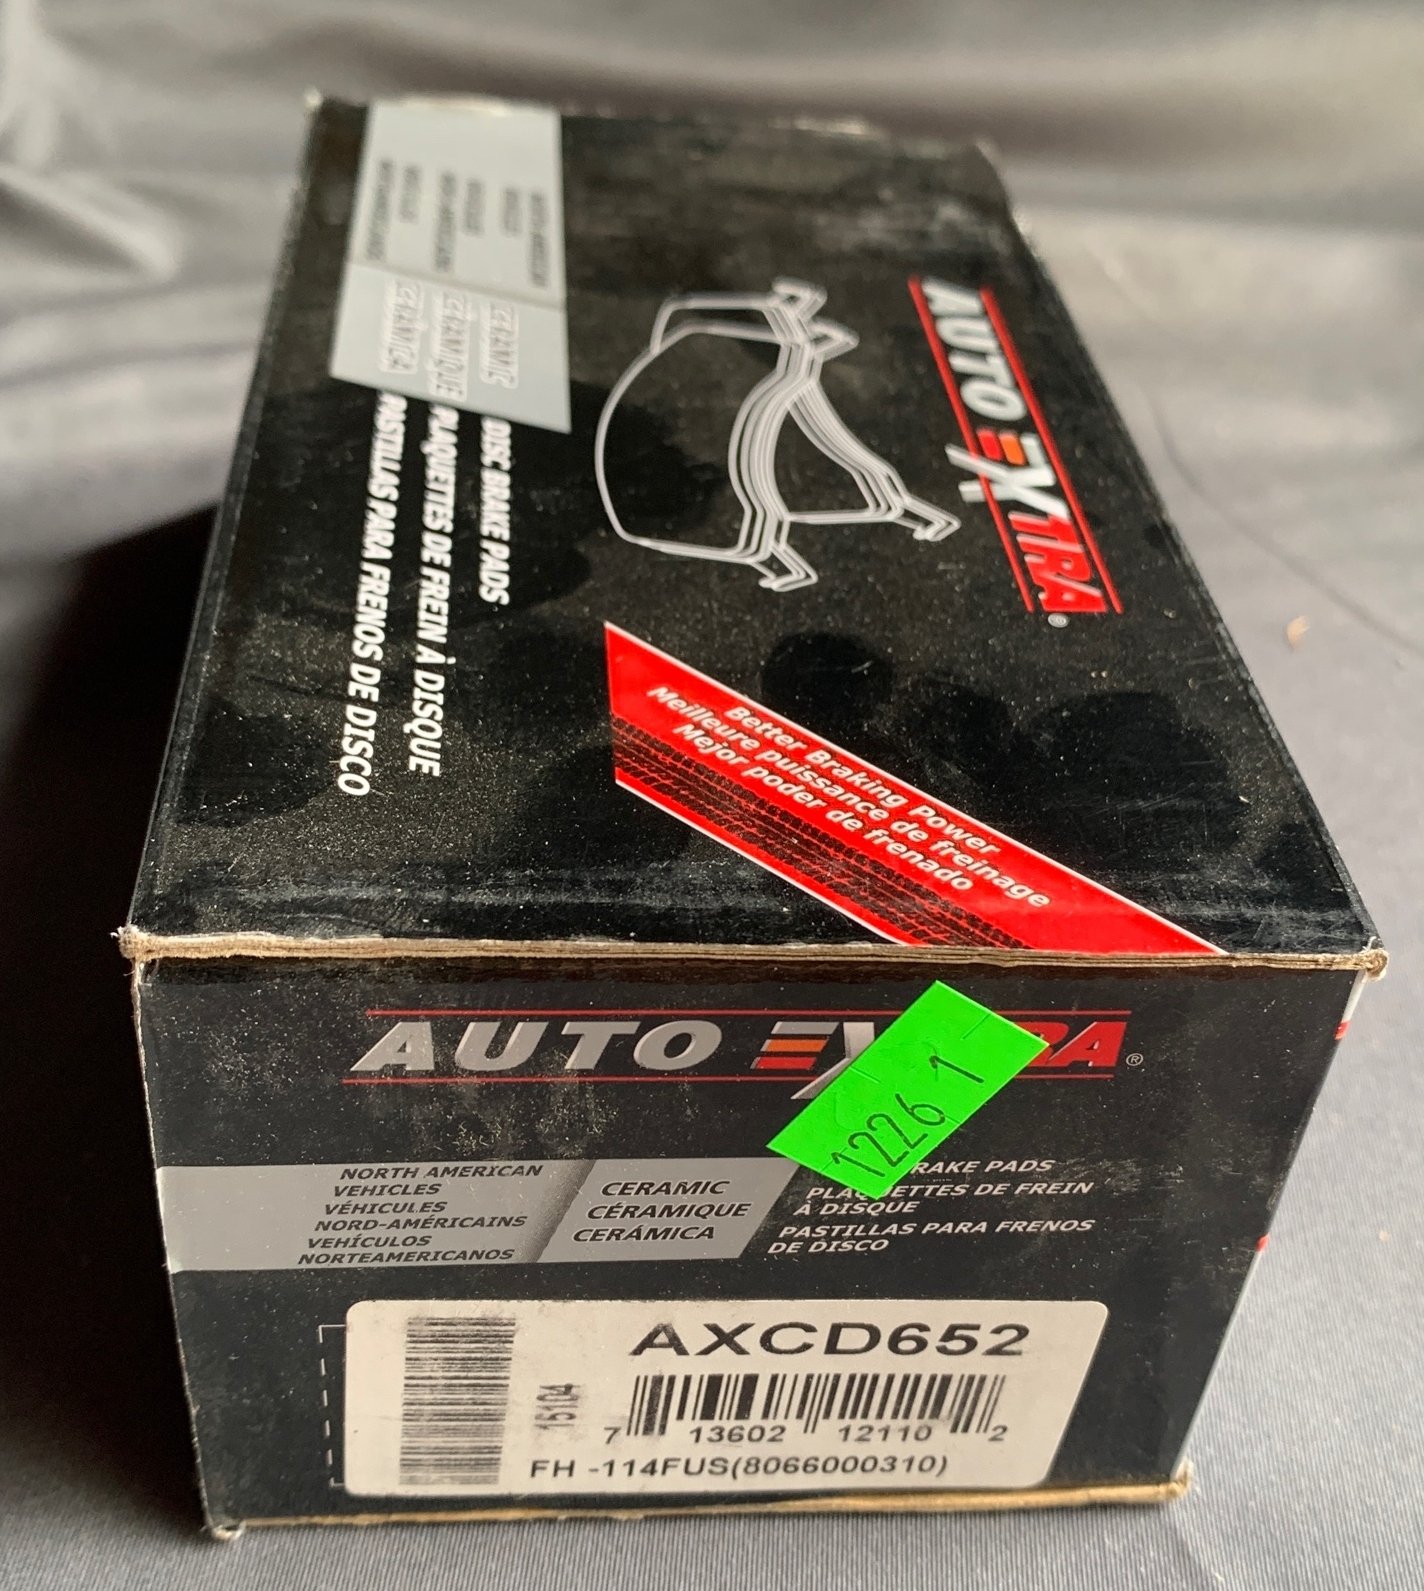 AUTO EXTRA®
CERAMIC DISC BRAKE PADS
CÉRAMIQUE PLAQUETTES DE FREIN À DISQUE
CERÁMICA PASTILLAS PARA FRENOS DE DISCO
Better Braking Power
Meilleure puissance de freinage
Mejor poder de frenado
AUTO EX RA®
1226 1
NORTH AMERICAN
VEHICLES
VÉHICULES
NORD-AMÉRICAINS
VEHÍCULOS
NORTEAMERICANOS
CERAMIC
CÉRAMIQUE
CERÁMICA
RAKE PADS
PLAQUETTES DE FREIN
À DISQUE
PASTILLAS PARA FRENOS
DE DISCO
AXCD652
15104
7 13602 12110 2
FH -114FUS(8066000310)